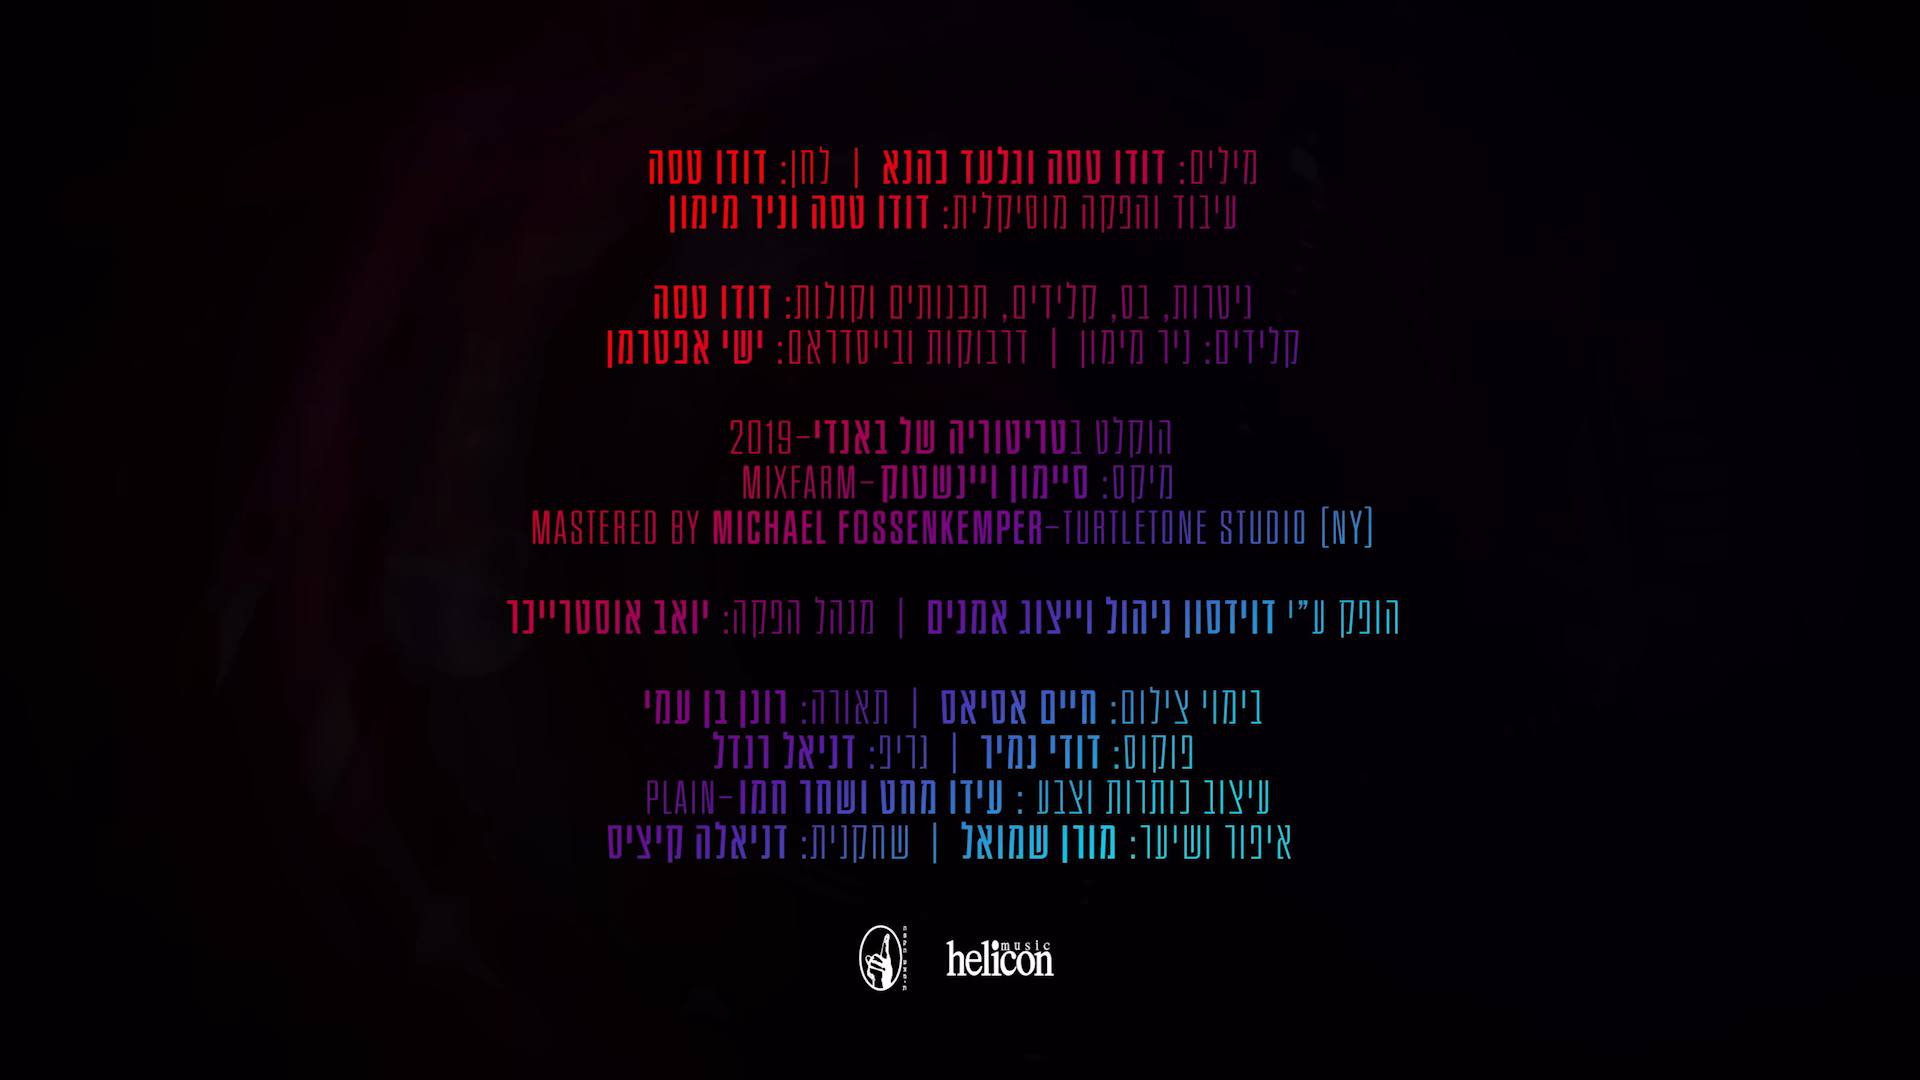 מילים: דודו טסה וגלעד כהנא | לחן: דודו טסה
עיבוד והפקה מוסיקלית: דודו טסה וניר מימון
גיטרות, בס, קלידים, תכנותים וקולות: דודו טסה
קלידים: ניר מימון | דרבוקות ובייסדראם: ישי אפטרמן
הוקלט בטריטוריה של באנדי-2019
מיקס: סיימון ויינשטוק-MIXFARM
MASTERED BY MICHAEL FOSSENKEMPER-TURTLETONE STUDIO [NY]
הופק ע"י דוידסון ניהול וייצוג אמנים | מנהל הפקה: יואב אוסטרייכר
בימוי צילום: חיים אסיאס | תאורה: רונן בן עמי
פוקוס: דודי נמיר | גריפ: דניאל רנדל
עיצוב כותרות וצבע : עידו מחט ושחר חמו-PLAIN
איפור ושיער: מורן שמואל | שחקנית: דניאלה קיציס
helicon music